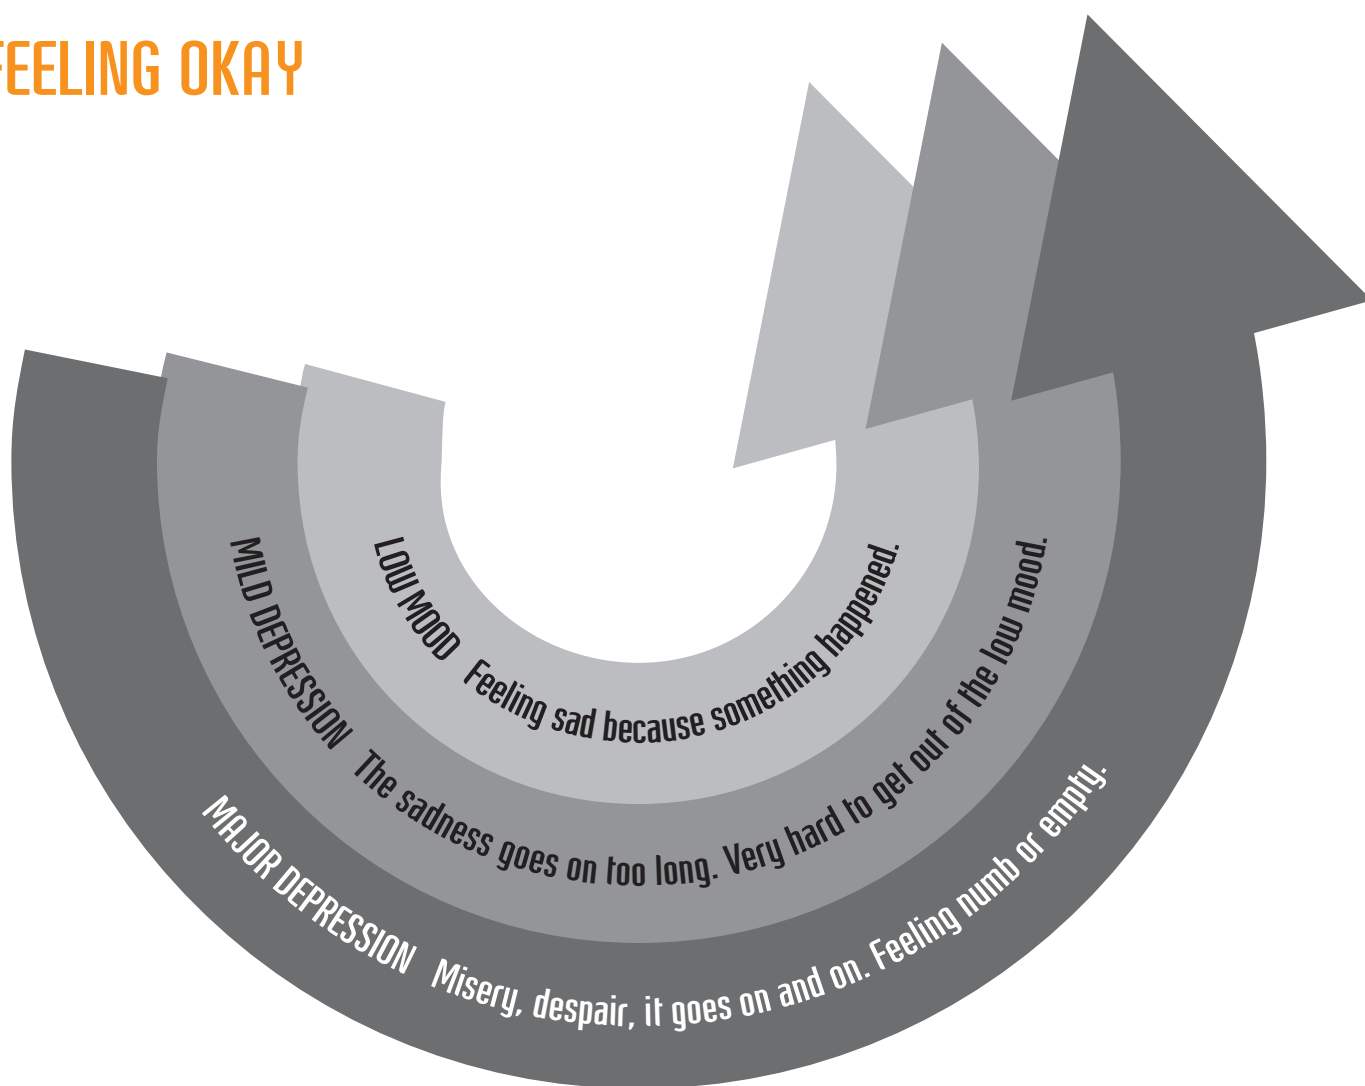 FEELING OKAY
LOW MOOD Feeling sad because something happened.
MILD DEPRESSION The sadness goes on too long. Very hard to get out of the low mood.
MAJOR DEPRESSION Misery, despair, it goes on and on. Feeling numb or empty.